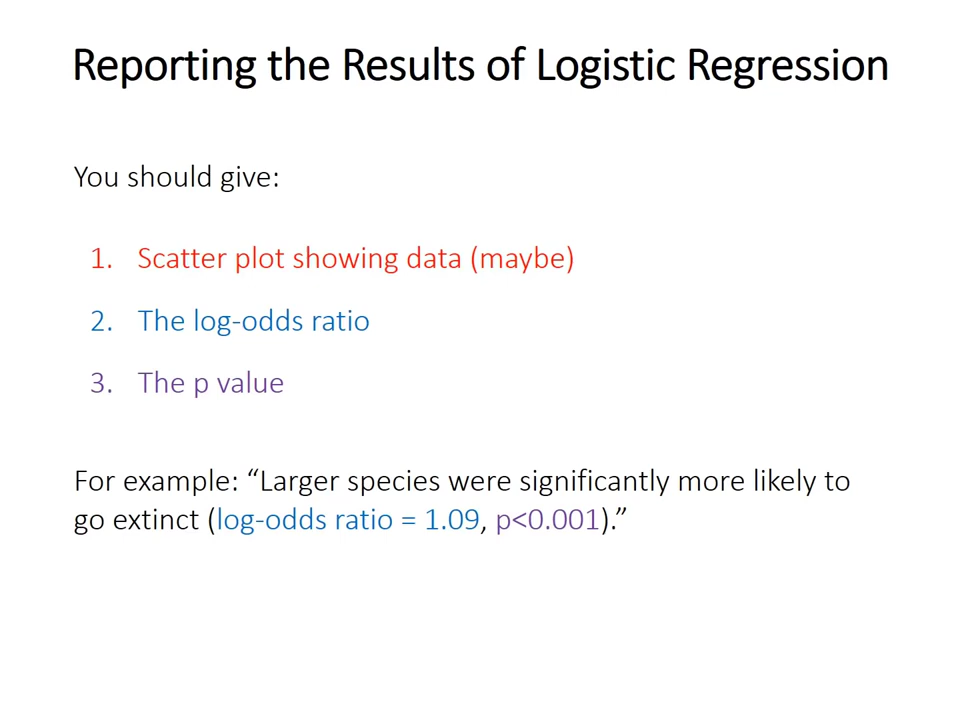 Reporting the Results of Logistic Regression
You should give:
1. Scatter plot showing data (maybe)
2. The log-odds ratio
3. The p value
For example: “Larger species were significantly more likely to
go extinct (log-odds ratio = 1.09, p<0.001).”